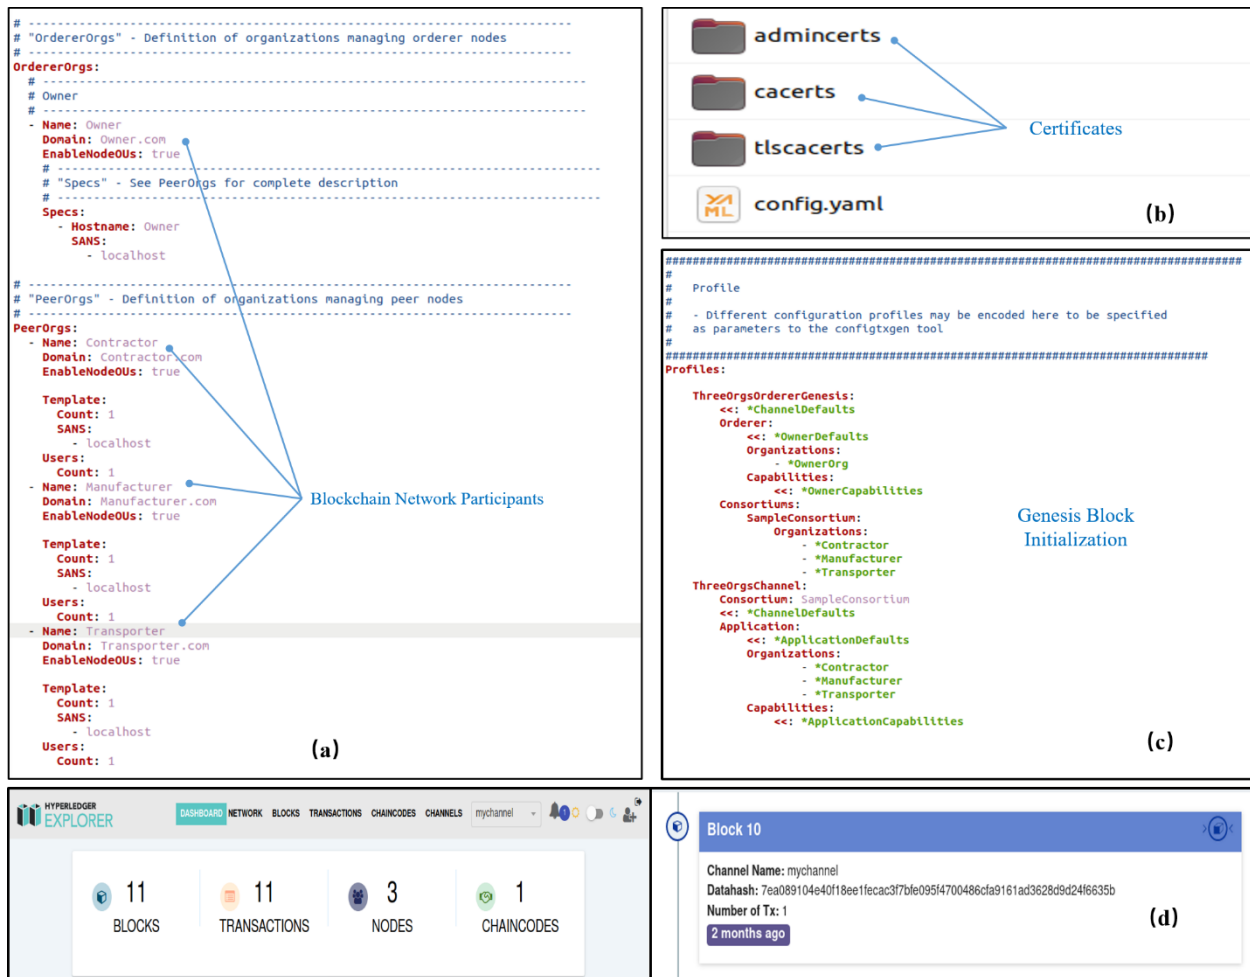 # ---------------------------------------------------------------------------
# "OrdererOrgs" - Definition of organizations managing orderer nodes
# ---------------------------------------------------------------------------
OrdererOrgs:
# ---------------------------------------------------------------------------
# Owner
# ---------------------------------------------------------------------------
- Name: Owner
Domain: Owner.com
EnableNodeOUs: true
# ---------------------------------------------------------------------------
# "Specs" - See PeerOrgs for complete description
# ---------------------------------------------------------------------------
Specs:
- Hostname: Owner
SANS:
- localhost
# ---------------------------------------------------------------------------
# "PeerOrgs" - Definition of organizations managing peer nodes
# ---------------------------------------------------------------------------
PeerOrgs:
- Name: Contractor
Domain: Contractor.com
EnableNodeOUs: true
Template:
Count: 1
SANS:
- localhost
Users:
Count: 1
- Name: Manufacturer
Domain: Manufacturer.com
EnableNodeOUs: true
Template:
Count: 1
SANS:
- localhost
Users:
Count: 1
- Name: Transporter
Domain: Transporter.com
EnableNodeOUs: true
Template:
Count: 1
SANS:
- localhost
Users:
Count: 1
Blockchain Network Participants
(a)
admincerts
cacerts
tlscacerts
config.yaml
Certificates
(b)
################################################################################
#
# Profile
#
# - Different configuration profiles may be encoded here to be specified
# as parameters to the configtxgen tool
#
################################################################################
Profiles:
ThreeOrgsOrdererGenesis:
<<: *ChannelDefaults
Orderer:
<<: *OwnerDefaults
Organizations:
- *OwnerOrg
Capabilities:
<<: *OwnerCapabilities
Consortiums:
SampleConsortium:
Organizations:
- *Contractor
- *Manufacturer
- *Transporter
ThreeOrgsChannel:
Consortium: SampleConsortium
<<: *ChannelDefaults
Application:
<<: *ApplicationDefaults
Organizations:
- *Contractor
- *Manufacturer
- *Transporter
Capabilities:
<<: *ApplicationCapabilities
Genesis Block
Initialization
(c)
HYPERLEDGER
EXPLORER
DASHBOARD NETWORK BLOCKS TRANSACTIONS CHAINCODES CHANNELS mychannel 1
11 11 3 1
BLOCKS TRANSACTIONS NODES CHAINCODES
Block 10
Channel Name: mychannel
Datahash: 7ea089104e40f18ee1fecac3f7bfe095f4700486cfa9161ad3628d9d24f6635b
Number of Tx: 1
2 months ago
(d)